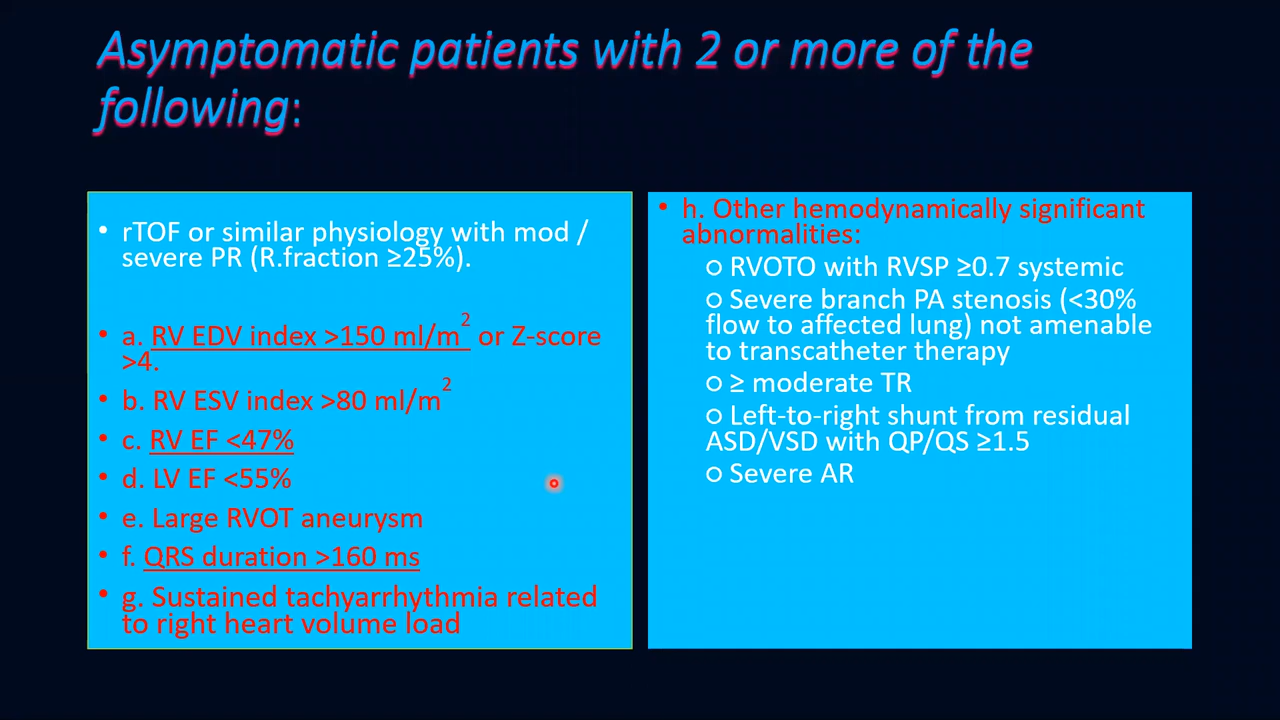 Asymptomatic patients with 2 or more of the
following:
• rTOF or similar physiology with mod /
severe PR (R.fraction ≥25%).
• a. RV EDV index >150 ml/m² or Z-score
>4.
• b. RV ESV index >80 ml/m²
• c. RV EF <47%
• d. LV EF <55%
• e. Large RVOT aneurysm
• f. QRS duration >160 ms
• g. Sustained tachyarrhythmia related
to right heart volume load
• h. Other hemodynamically significant
abnormalities:
○ RVOTO with RVSP ≥0.7 systemic
○ Severe branch PA stenosis (<30%
flow to affected lung) not amenable
to transcatheter therapy
○ ≥ moderate TR
○ Left-to-right shunt from residual
ASD/VSD with QP/QS ≥1.5
○ Severe AR